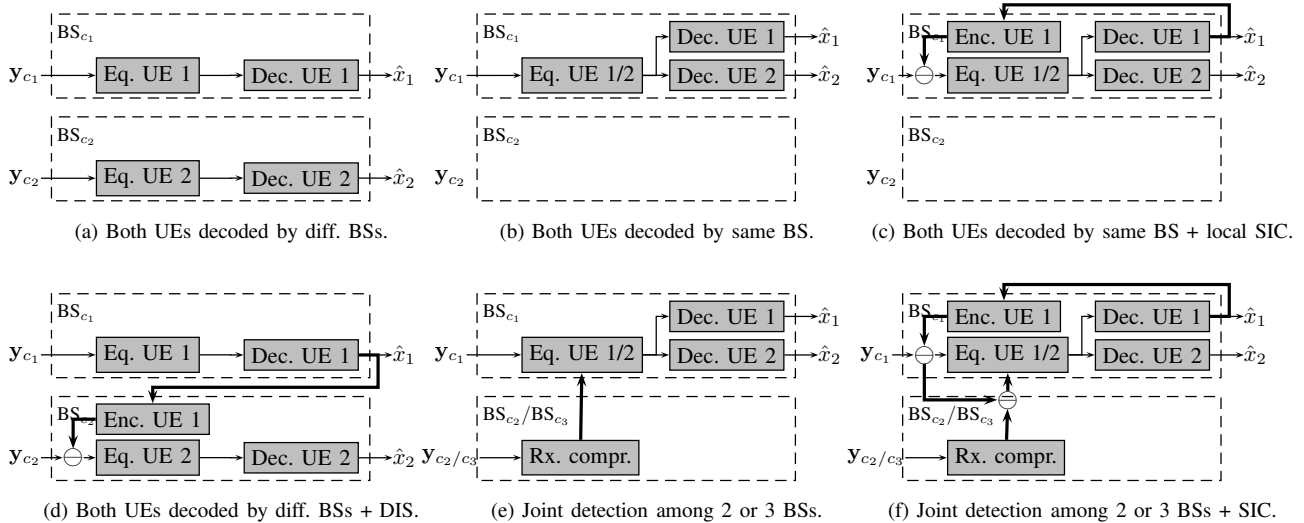 BS_{c_1}
y_{c_1} Eq. UE 1 Dec. UE 1 x̂_1
BS_{c_2}
y_{c_2} Eq. UE 2 Dec. UE 2 x̂_2
(a) Both UEs decoded by diff. BSs.
BS_{c_1}
Dec. UE 1 x̂_1
y_{c_1} Eq. UE 1/2 Dec. UE 2 x̂_2
BS_{c_2}
y_{c_2}
(b) Both UEs decoded by same BS.
BS_{c_1} Enc. UE 1 Dec. UE 1 x̂_1
y_{c_1} Eq. UE 1/2 Dec. UE 2 x̂_2
BS_{c_2}
y_{c_2}
(c) Both UEs decoded by same BS + local SIC.
BS_{c_1}
y_{c_1} Eq. UE 1 Dec. UE 1 x̂_1
BS_{c_2} Enc. UE 1
y_{c_2} Eq. UE 2 Dec. UE 2 x̂_2
(d) Both UEs decoded by diff. BSs + DIS.
BS_{c_1}
Dec. UE 1 x̂_1
y_{c_1} Eq. UE 1/2 Dec. UE 2 x̂_2
BS_{c_2}/BS_{c_3}
y_{c_2/c_3} Rx. compr.
(e) Joint detection among 2 or 3 BSs.
BS_{c_1} Enc. UE 1 Dec. UE 1 x̂_1
y_{c_1} Eq. UE 1/2 Dec. UE 2 x̂_2
BS_{c_2}/BS_{c_3}
y_{c_2/c_3} Rx. compr.
(f) Joint detection among 2 or 3 BSs + SIC.